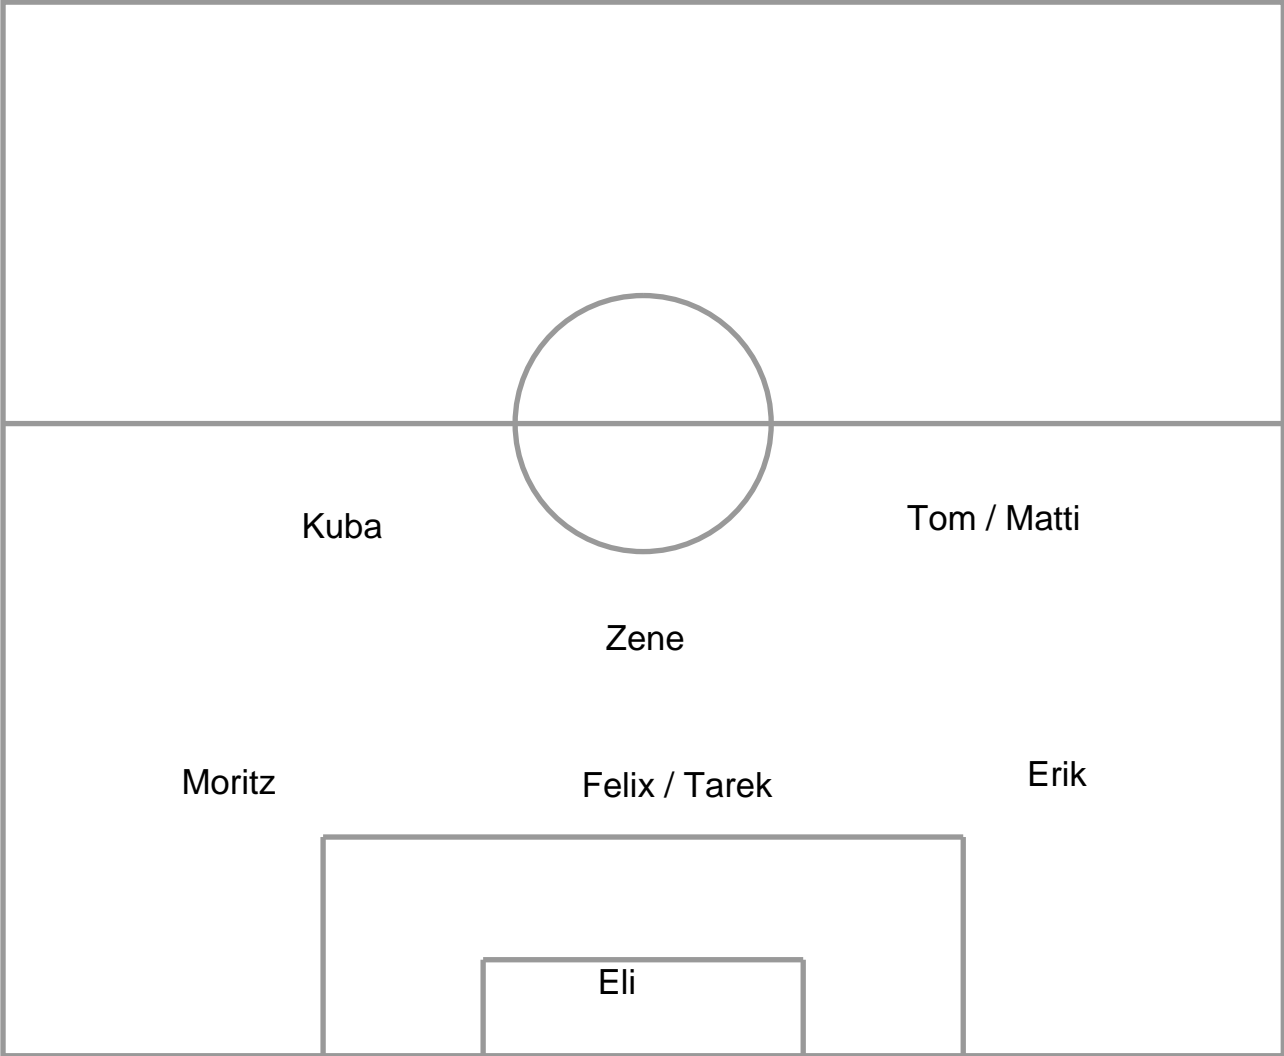 Kuba
Tom / Matti
Zene
Moritz
Felix / Tarek
Erik
Eli